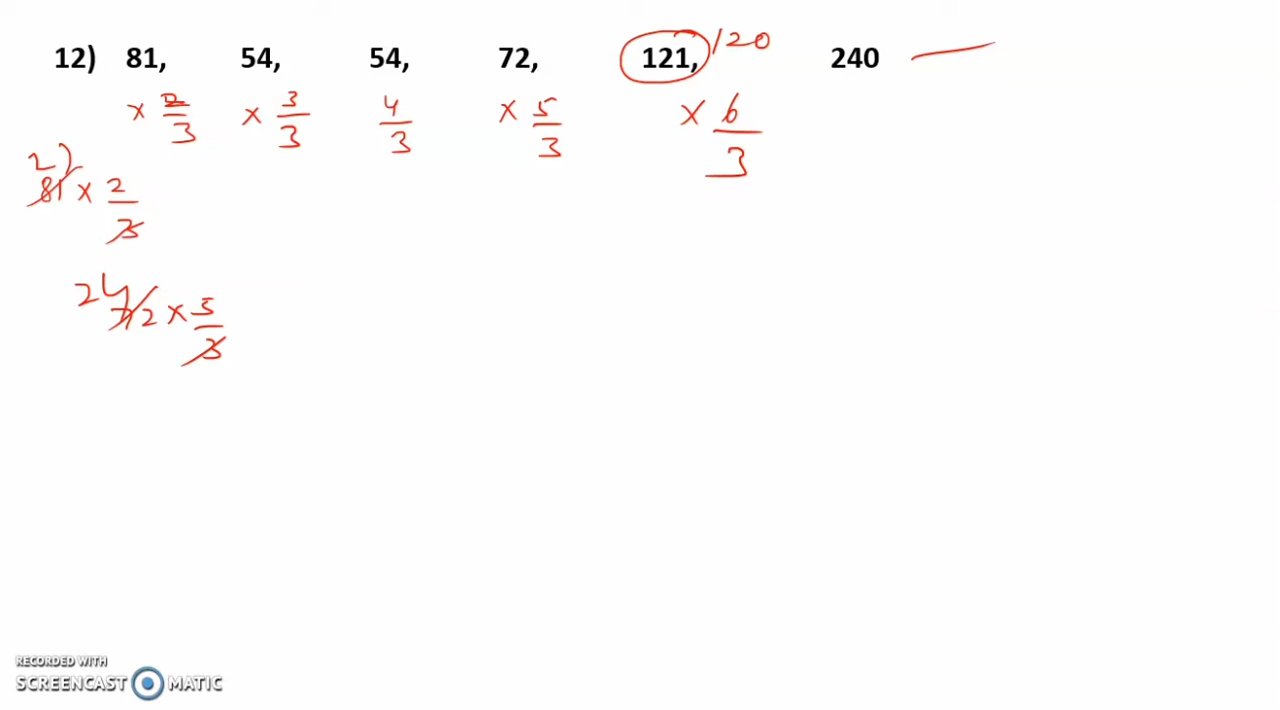 12) 81, 54, 54, 72, 121, 120 240
× 2/3 × 3/3 4/3 × 5/3 × 6/3
27
81 × 2/3
24
72 × 5/3
RECORDED WITH
SCREENCAST MATIC